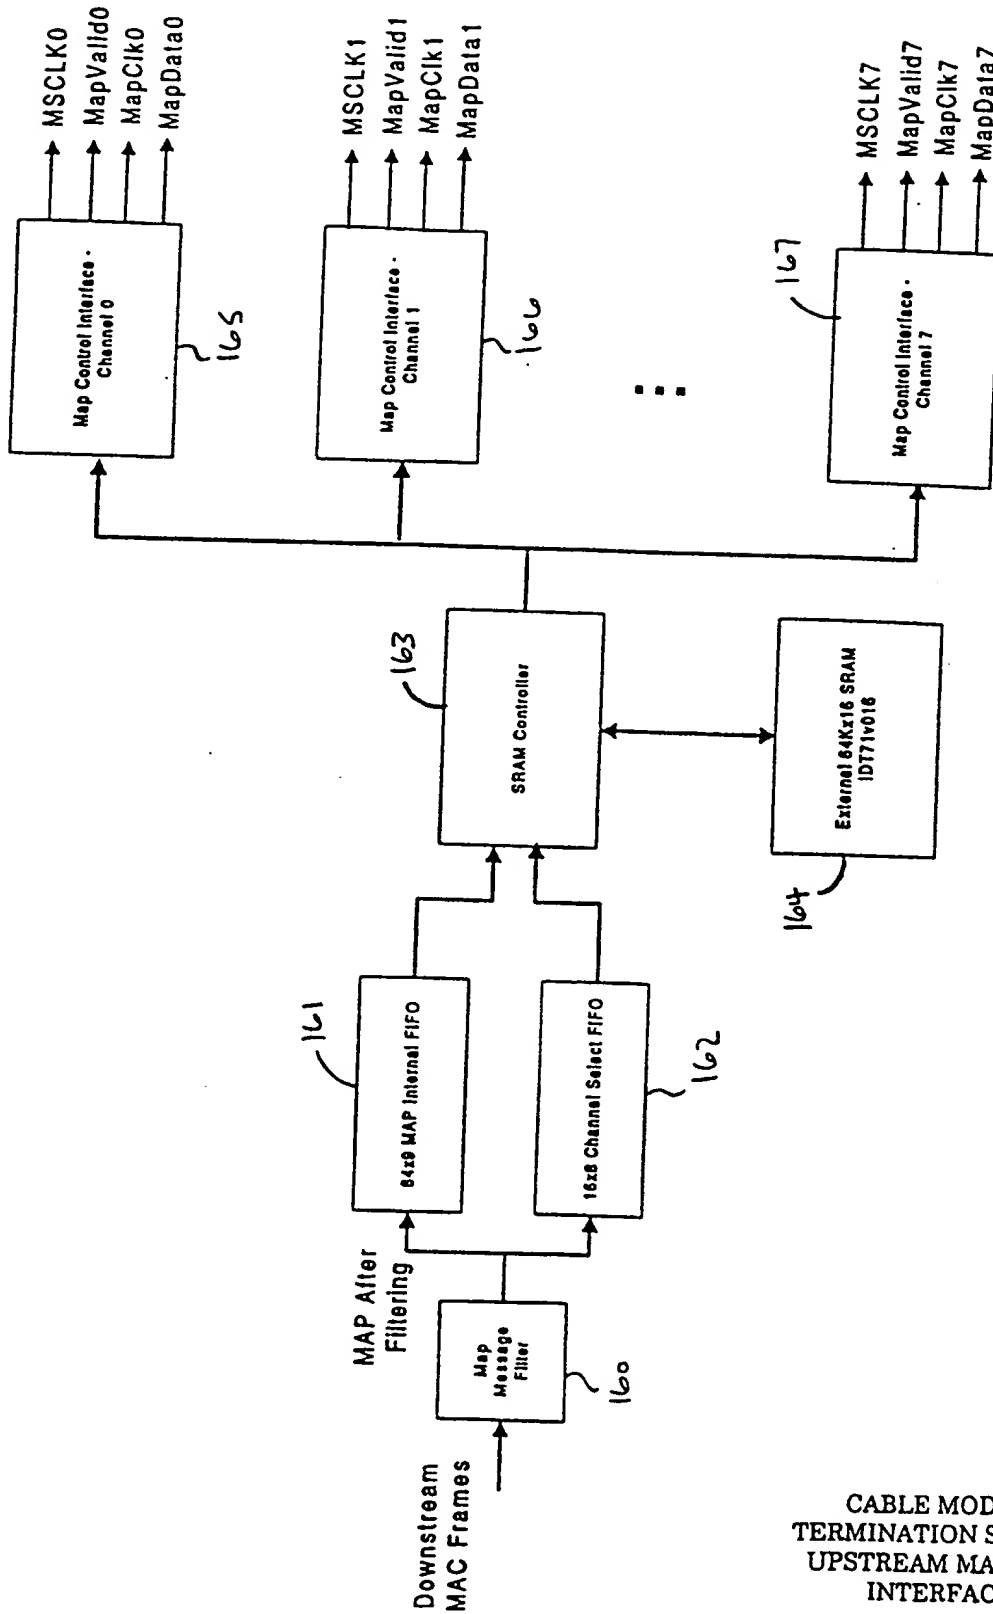 Downstream
MAC Frames
Map
Message
Filter
160
MAP After
Filtering
64x9 MAP Internal FIFO
161
16x8 Channel Select FIFO
162
SRAM Controller
163
External 64Kx16 SRAM
IDT71v016
164
Map Control Interface -
Channel 0
165
MSCLK0
MapValid0
MapClk0
MapData0
Map Control Interface -
Channel 1
166
MSCLK1
MapValid1
MapClk1
MapData1
...
Map Control Interface -
Channel 7
167
MSCLK7
MapValid7
MapClk7
MapData7
CABLE MOD
TERMINATION S
UPSTREAM MA
INTERFAC